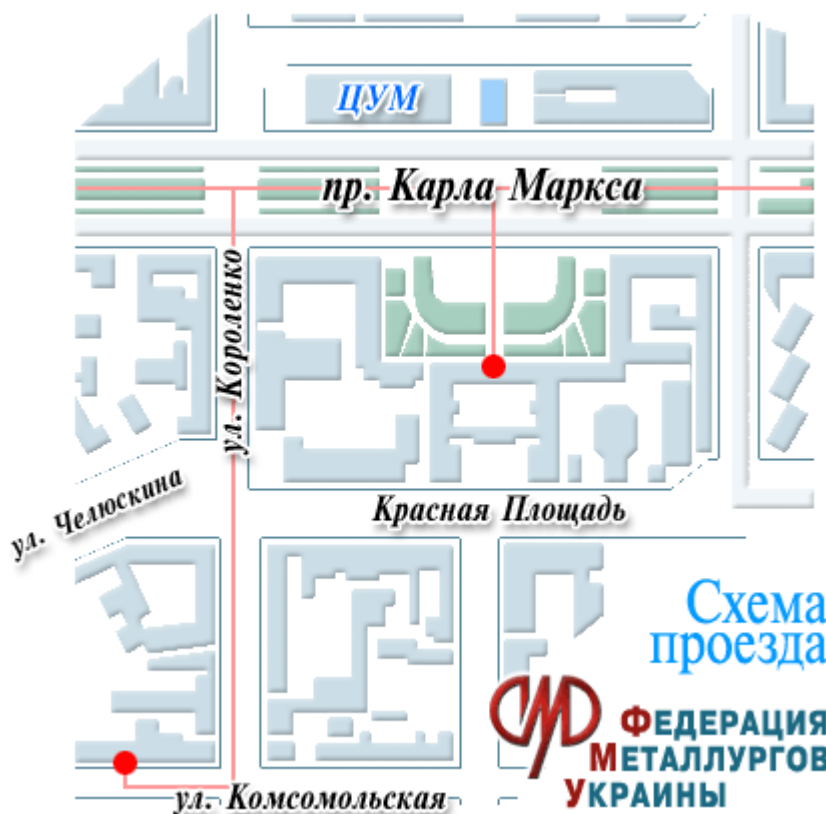 ЦУМ
пр. Карла Маркса
ул. Короленко
ул. Челюскина
Красная Площадь
Схема
проезда
ФЕДЕРАЦИЯ
МЕТАЛЛУРГОВ
УКРАИНЫ
ул. Комсомольская